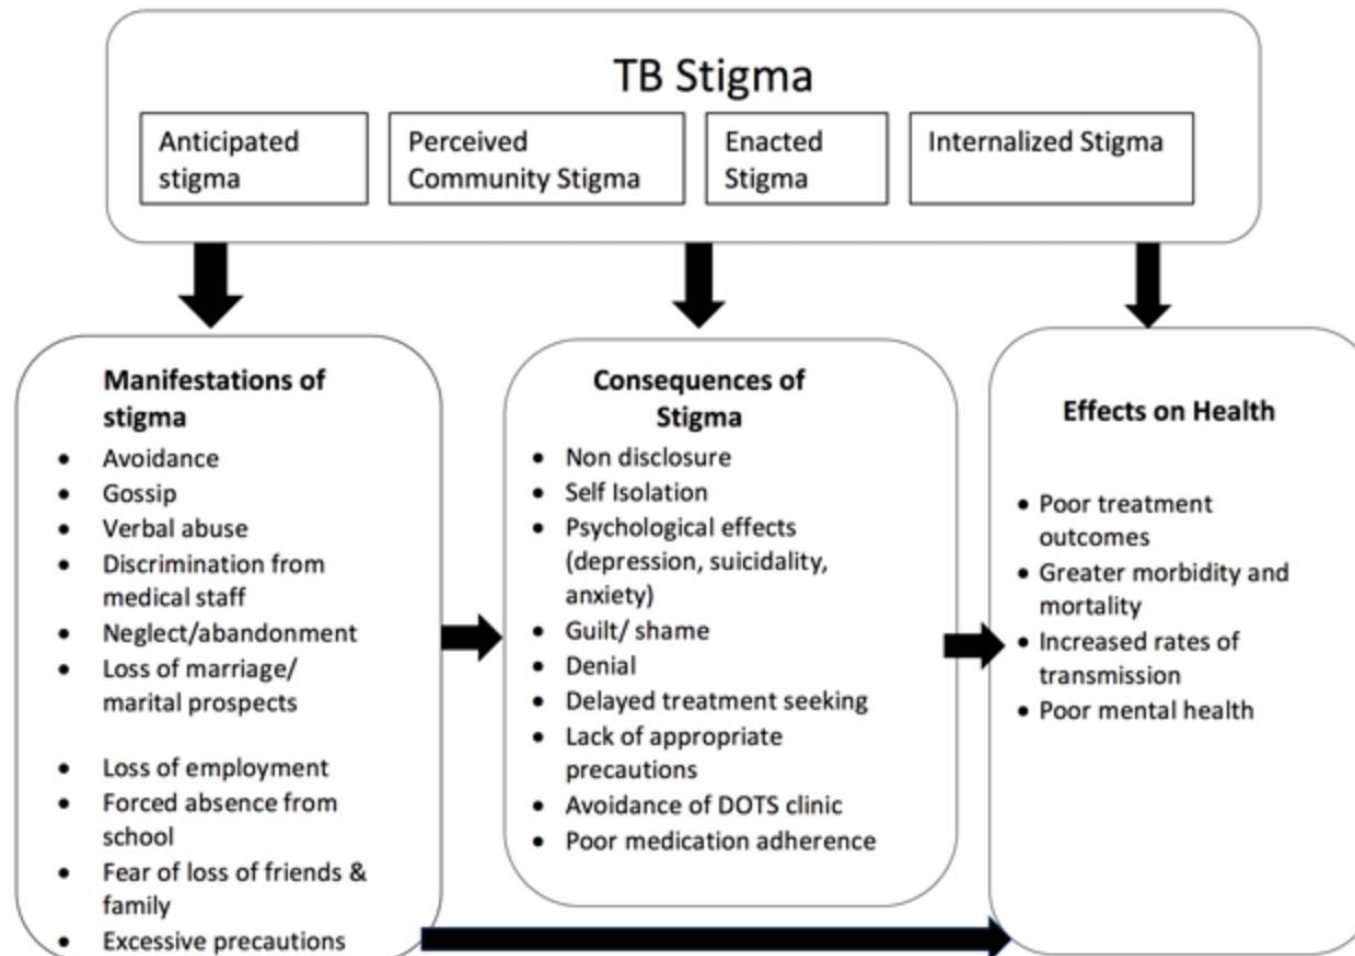 TB Stigma
Anticipated
stigma
Perceived
Community Stigma
Enacted
Stigma
Internalized Stigma
Manifestations of
stigma
• Avoidance
• Gossip
• Verbal abuse
• Discrimination from
medical staff
• Neglect/abandonment
• Loss of marriage/
marital prospects
• Loss of employment
• Forced absence from
school
• Fear of loss of friends &
family
• Excessive precautions
Consequences of
Stigma
• Non disclosure
• Self Isolation
• Psychological effects
(depression, suicidality,
anxiety)
• Guilt/ shame
• Denial
• Delayed treatment seeking
• Lack of appropriate
precautions
• Avoidance of DOTS clinic
• Poor medication adherence
Effects on Health
• Poor treatment
outcomes
• Greater morbidity and
mortality
• Increased rates of
transmission
• Poor mental health